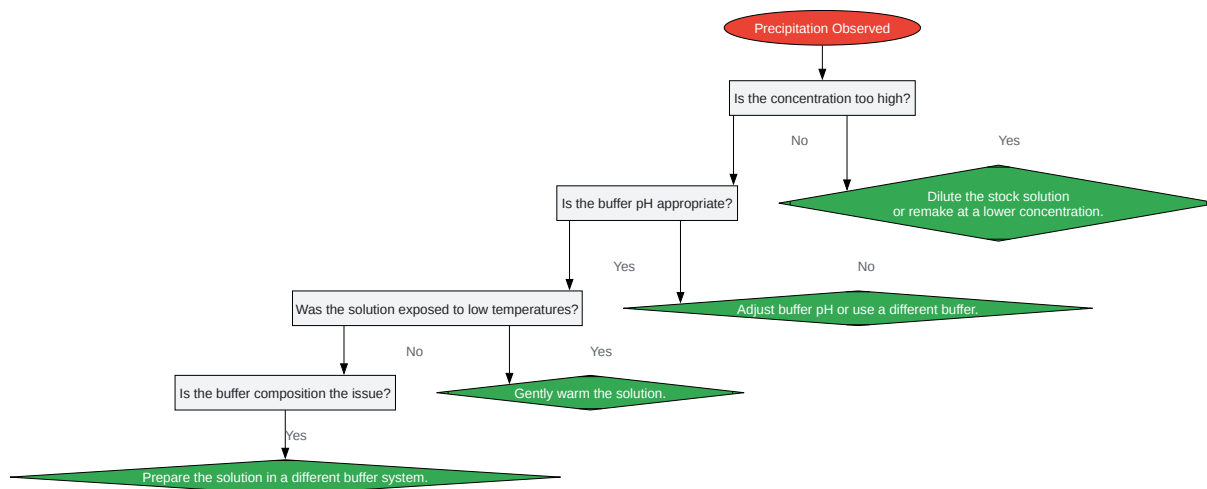 Precipitation Observed
Is the concentration too high?
No
Yes
Dilute the stock solution
or remake at a lower concentration.
Is the buffer pH appropriate?
Yes
No
Adjust buffer pH or use a different buffer.
Was the solution exposed to low temperatures?
No
Yes
Gently warm the solution.
Is the buffer composition the issue?
Yes
Prepare the solution in a different buffer system.